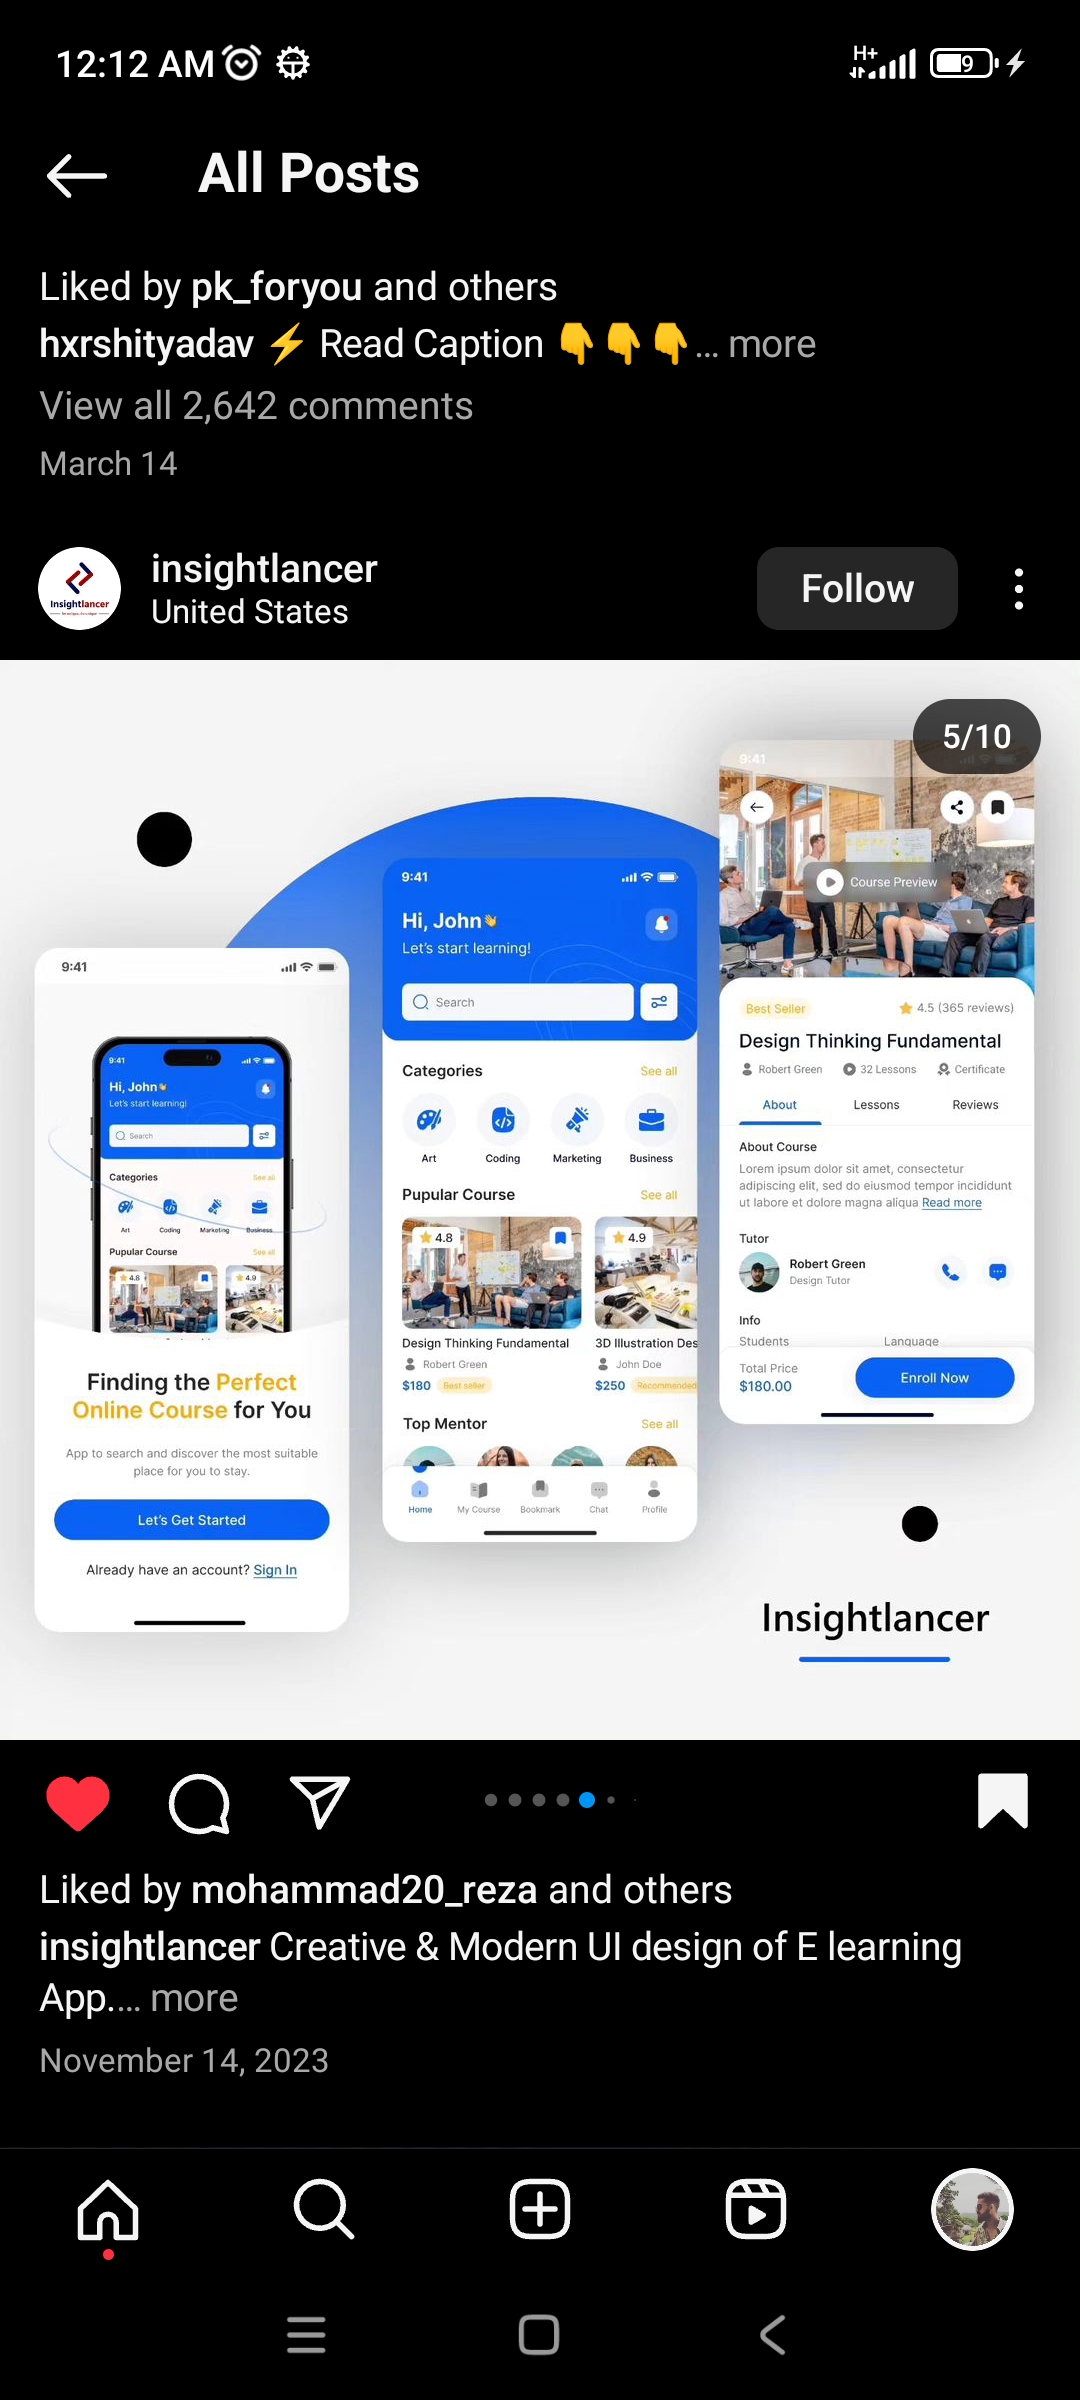 12:12 AM
H+
9
All Posts
Liked by pk_foryou and others
hxrshityadav ⚡ Read Caption 👇👇👇... more
View all 2,642 comments
March 14
Insightlancer
insightlancer
United States
Follow
5/10
9:41
Course Preview
Best Seller
4.5 (365 reviews)
Design Thinking Fundamental
Robert Green
32 Lessons
Certificate
About
Lessons
Reviews
About Course
Lorem ipsum dolor sit amet, consectetur
adipiscing elit, sed do eiusmod tempor incididunt
ut labore et dolore magna aliqua Read more
Tutor
Robert Green
Design Tutor
Info
Students
Language
Total Price
$180.00
Enroll Now
9:41
Hi, John👋
Let's start learning!
Search
Categories
See all
Art
Coding
Marketing
Business
Pupular Course
See all
4.8
4.9
Design Thinking Fundamental
3D Illustration Des
Robert Green
John Doe
$180
Best seller
$250
Recommended
Top Mentor
See all
Home
My Course
Bookmark
Chat
Profile
9:41
9:41
Hi, John👋
Let's start learning!
Search
Categories
See all
Art
Coding
Marketing
Business
Pupular Course
See all
4.8
4.9
Finding the Perfect
Online Course for You
App to search and discover the most suitable
place for you to stay.
Let's Get Started
Already have an account? Sign In
Insightlancer
Liked by mohammad20_reza and others
insightlancer Creative & Modern UI design of E learning
App.... more
November 14, 2023